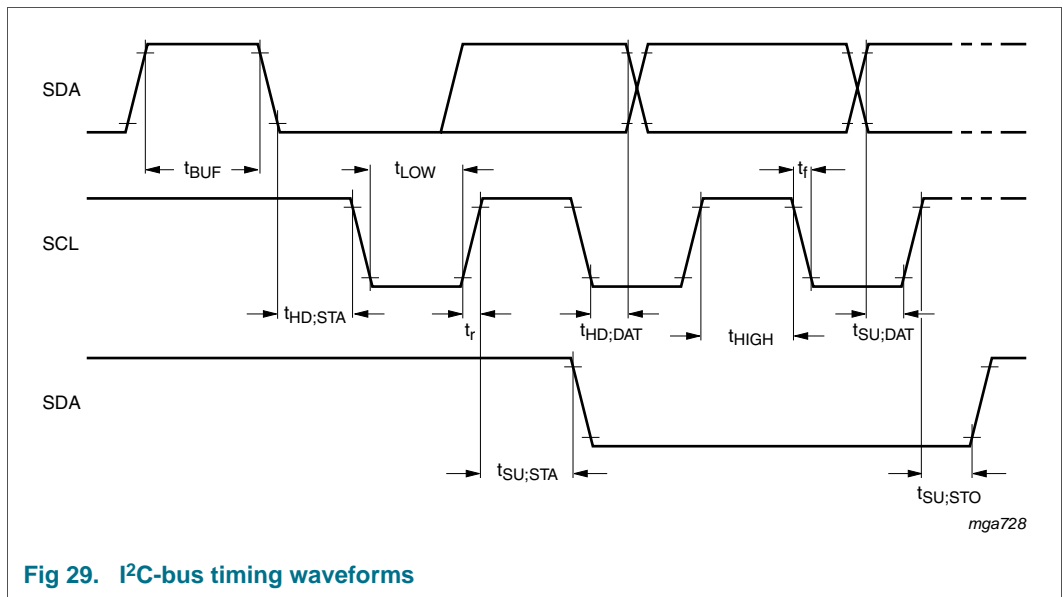 SDA
tBUF
tLOW
tf
SCL
tHD;STA
tr
tHD;DAT
tHIGH
tSU;DAT
SDA
tSU;STA
tSU;STO
mga728
Fig 29. I²C-bus timing waveforms